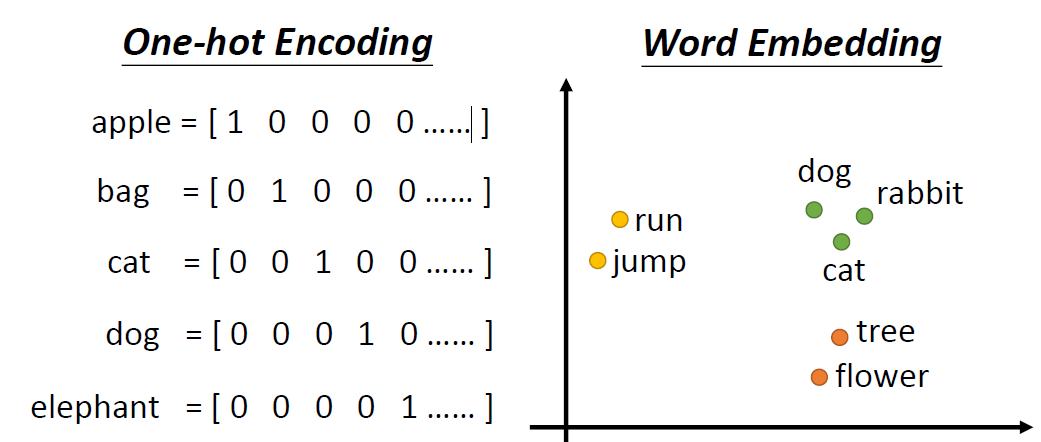 One-hot Encoding
apple = [ 1 0 0 0 0 ...... ]
bag = [ 0 1 0 0 0 ...... ]
cat = [ 0 0 1 0 0 ...... ]
dog = [ 0 0 0 1 0 ...... ]
elephant = [ 0 0 0 0 1 ...... ]
Word Embedding
dog
rabbit
run
jump
cat
tree
flower